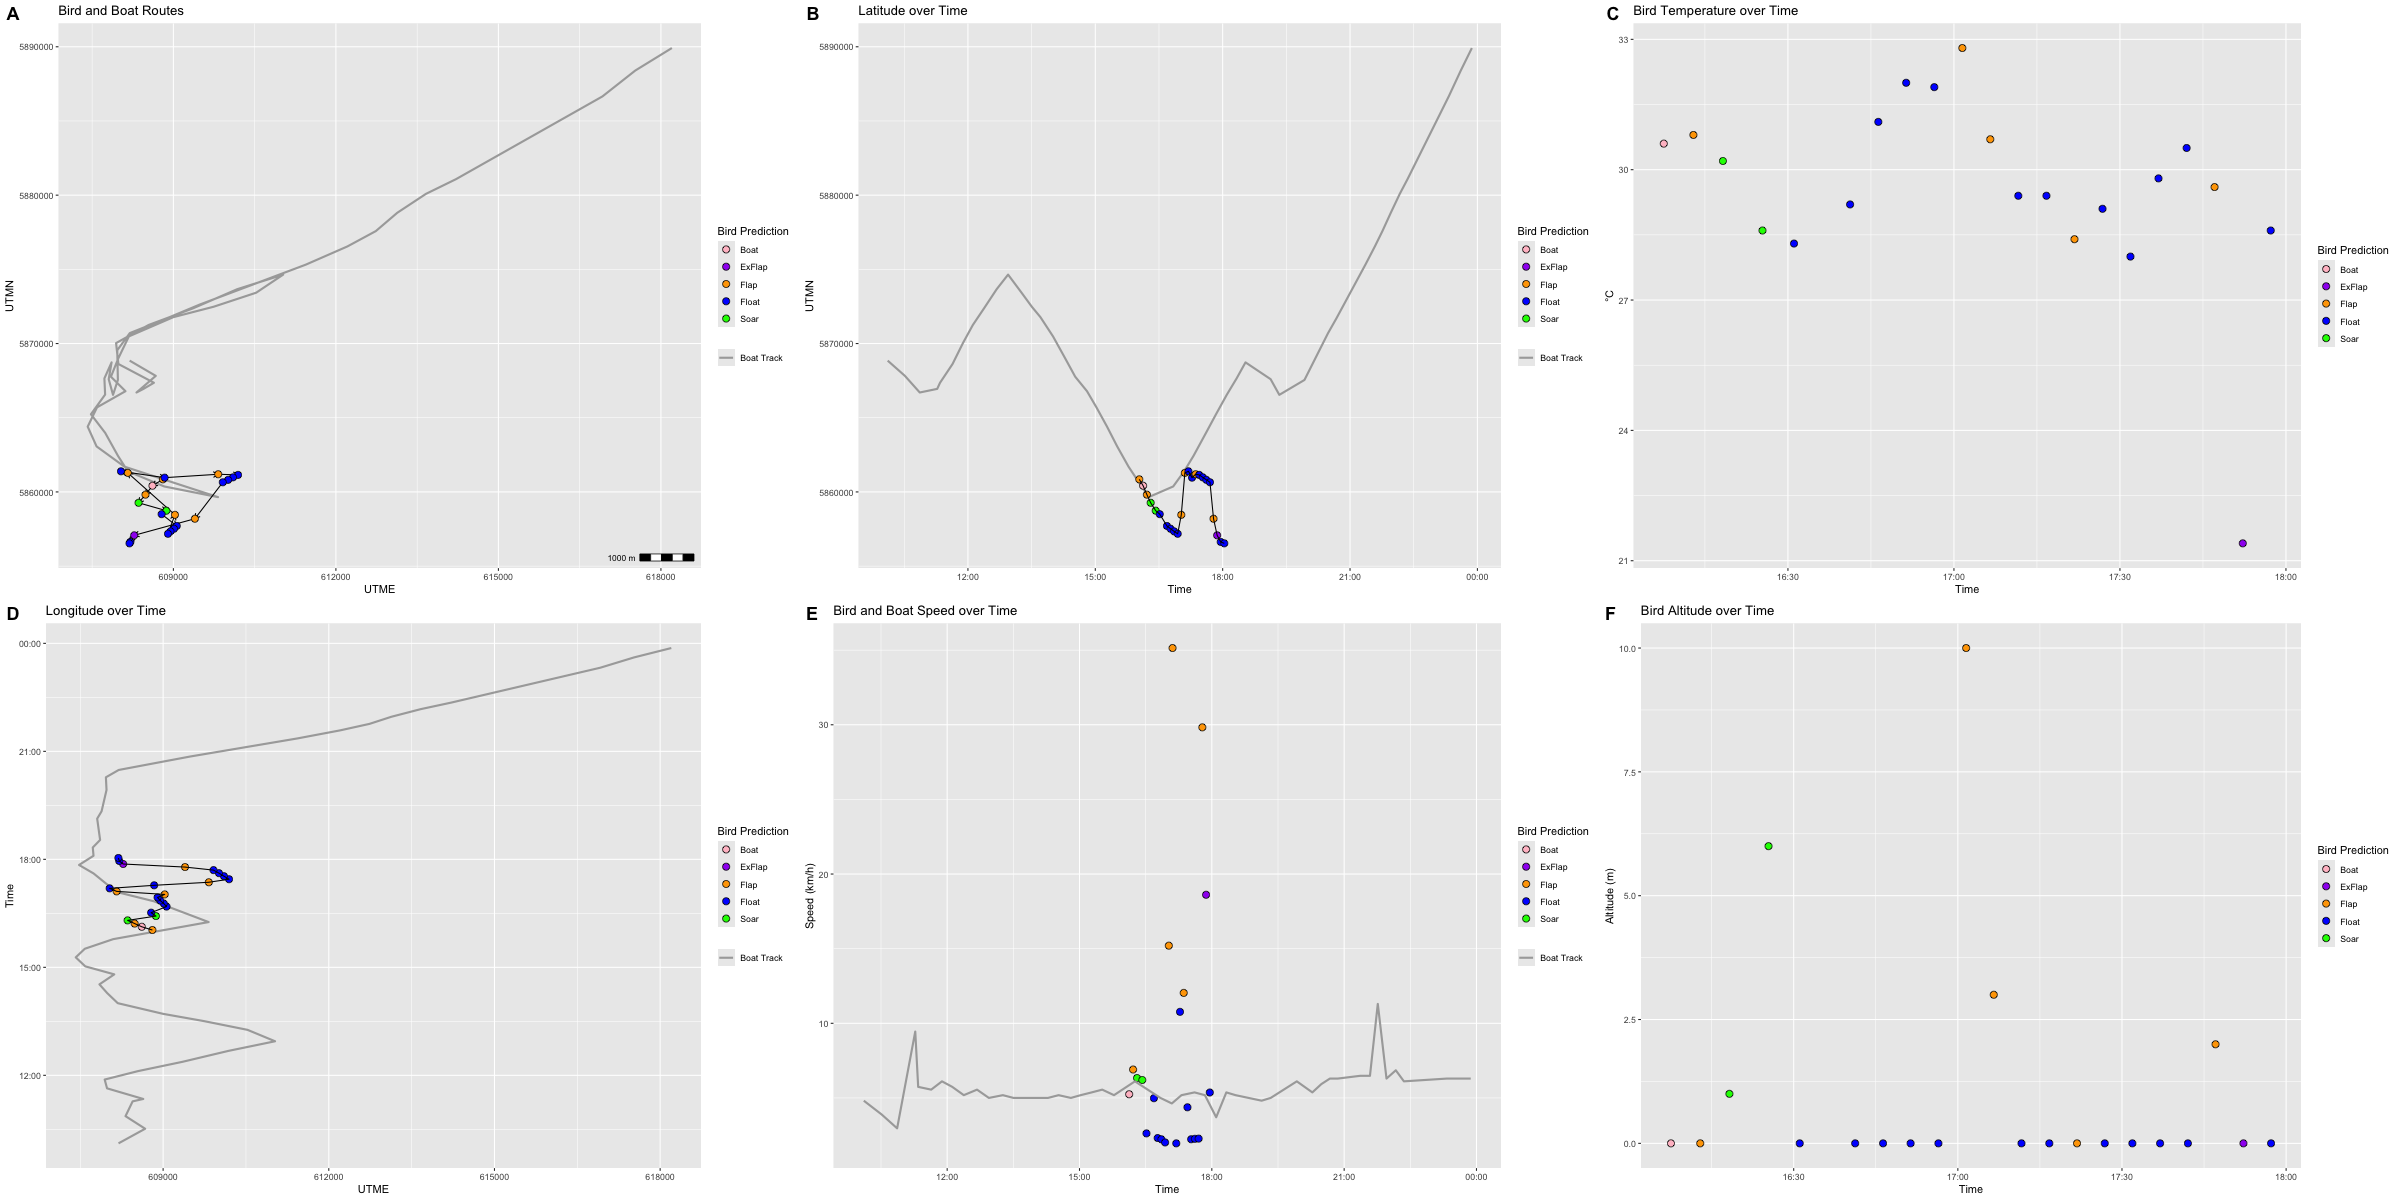 A Bird and Boat Routes
5890000
5880000
5870000
5860000
UTMN
609000 612000 615000 618000
UTME
1000 m
Bird Prediction
Boat
ExFlap
Flap
Float
Soar
Boat Track
B Latitude over Time
5890000
5880000
5870000
5860000
UTMN
12:00 15:00 18:00 21:00 00:00
Time
Bird Prediction
Boat
ExFlap
Flap
Float
Soar
Boat Track
C Bird Temperature over Time
33
30
27
24
21
°C
16:30 17:00 17:30 18:00
Time
Bird Prediction
Boat
ExFlap
Flap
Float
Soar
D Longitude over Time
00:00
21:00
18:00
15:00
12:00
Time
609000 612000 615000 618000
UTME
Bird Prediction
Boat
ExFlap
Flap
Float
Soar
Boat Track
E Bird and Boat Speed over Time
30
20
10
Speed (km/h)
12:00 15:00 18:00 21:00 00:00
Time
Bird Prediction
Boat
ExFlap
Flap
Float
Soar
Boat Track
F Bird Altitude over Time
10.0
7.5
5.0
2.5
0.0
Altitude (m)
16:30 17:00 17:30 18:00
Time
Bird Prediction
Boat
ExFlap
Flap
Float
Soar